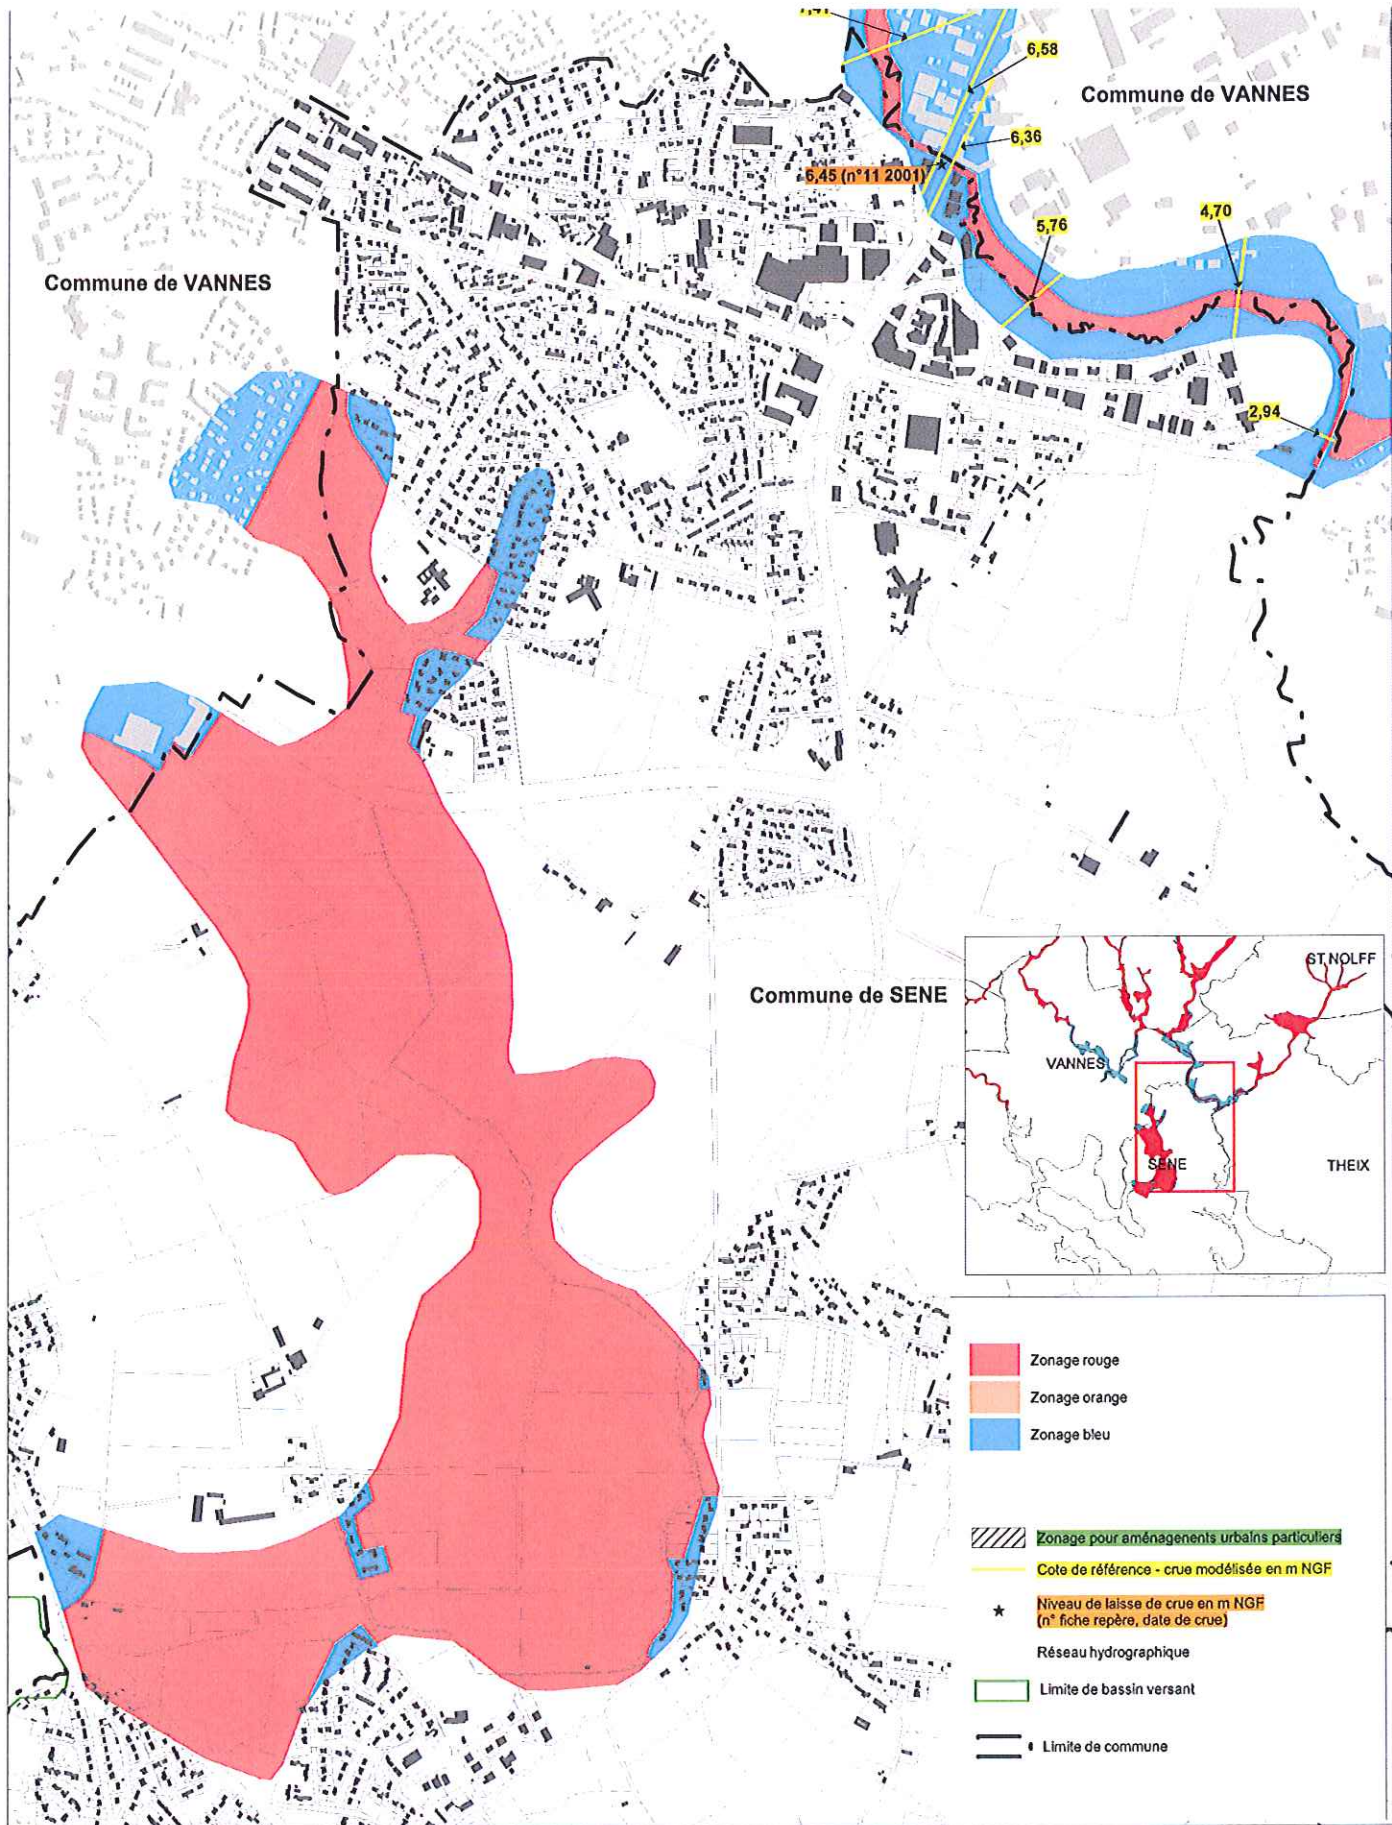 7,41
6,58
Commune de VANNES
6,36
6,45 (n°11 2001)
4,70
5,76
Commune de VANNES
2,94
Commune de SENE
ST NOLFF
VANNES
SENE
THEIX
Zonage rouge
Zonage orange
Zonage bleu
Zonage pour aménagenents urbains particuliers
Cote de référence - crue modélisée en m NGF
Niveau de laisse de crue en m NGF
(n° fiche repère, date de crue)
Réseau hydrographique
Limite de bassin versant
Limite de commune